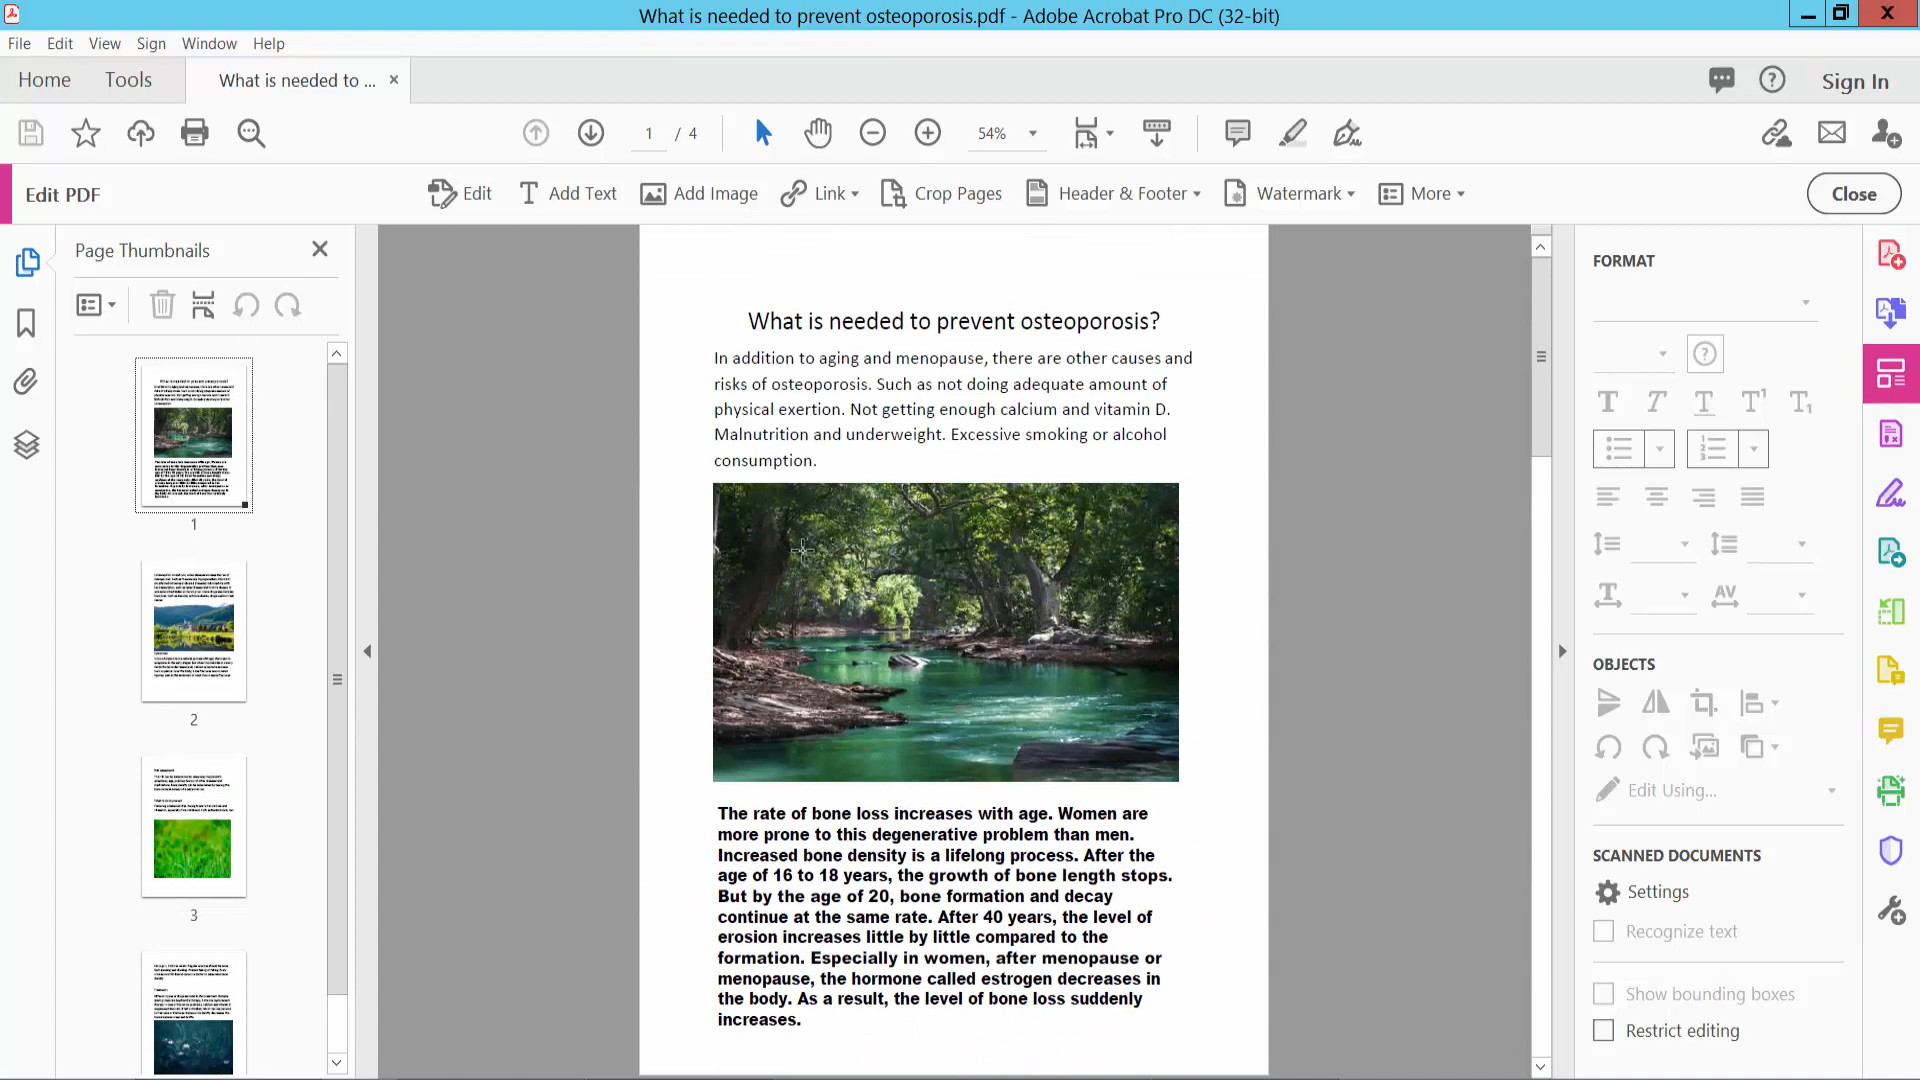 What is needed to prevent osteoporosis.pdf - Adobe Acrobat Pro DC (32-bit)
File Edit View Sign Window Help
Home Tools What is needed to ... × Sign In
1 / 4 54%
Edit PDF Edit Add Text Add Image Link Crop Pages Header & Footer Watermark More Close
Page Thumbnails
1
2
3
What is needed to prevent osteoporosis?
In addition to aging and menopause, there are other causes and
risks of osteoporosis. Such as not doing adequate amount of
physical exertion. Not getting enough calcium and vitamin D.
Malnutrition and underweight. Excessive smoking or alcohol
consumption.
The rate of bone loss increases with age. Women are
more prone to this degenerative problem than men.
Increased bone density is a lifelong process. After the
age of 16 to 18 years, the growth of bone length stops.
But by the age of 20, bone formation and decay
continue at the same rate. After 40 years, the level of
erosion increases little by little compared to the
formation. Especially in women, after menopause or
menopause, the hormone called estrogen decreases in
the body. As a result, the level of bone loss suddenly
increases.
FORMAT
OBJECTS
Edit Using...
SCANNED DOCUMENTS
Settings
Recognize text
Show bounding boxes
Restrict editing